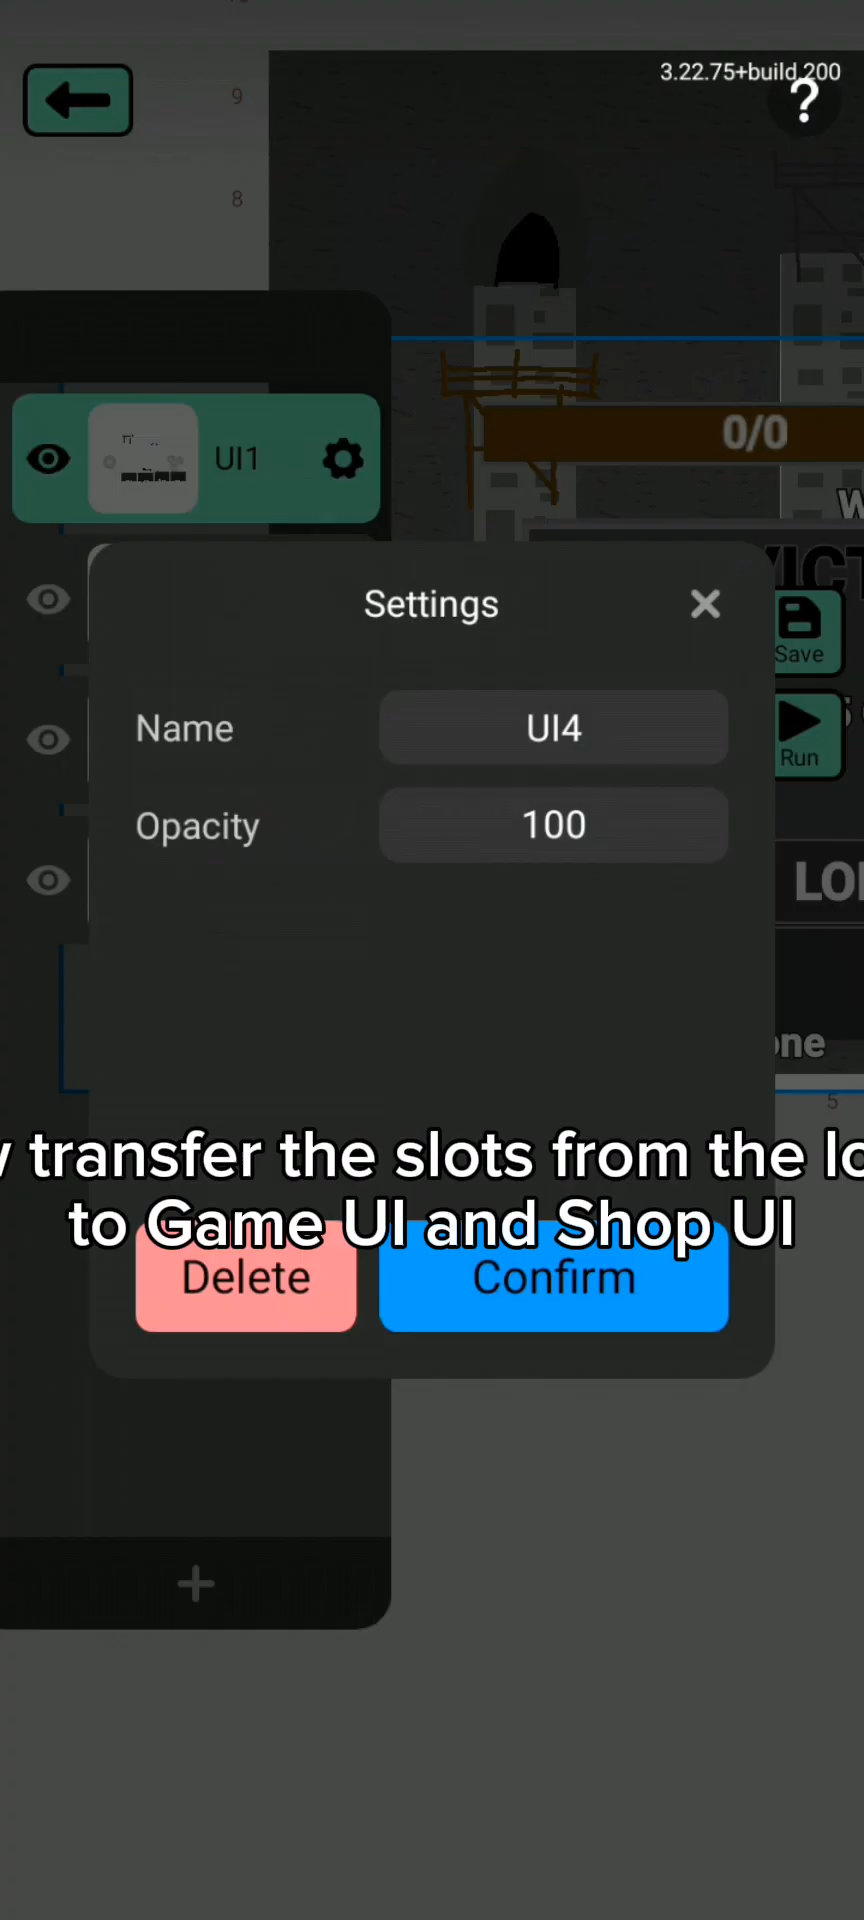 3.22.75+build.200
?
9
8
UI1
0/0
Settings
Save
Name
UI4
Run
Opacity
100
transfer the slots from the
to Game UI and Shop UI
Delete
Confirm
5
+